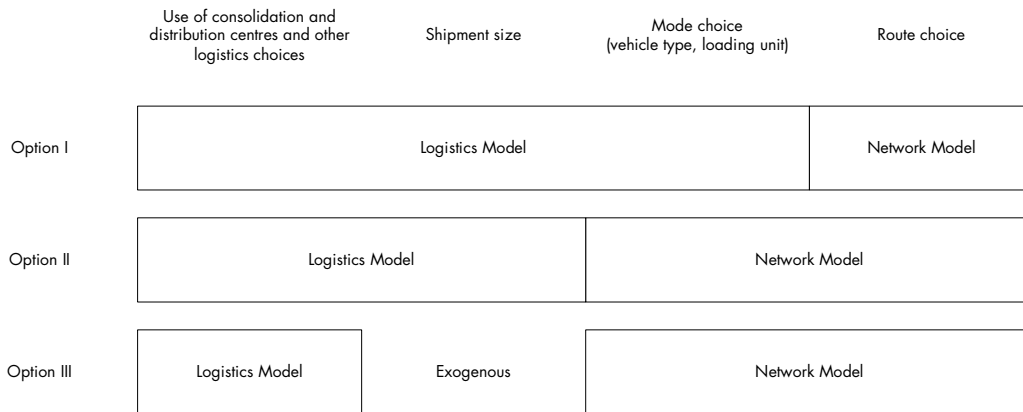 Use of consolidation and
distribution centres and other
logistics choices
Shipment size
Mode choice
(vehicle type, loading unit)
Route choice
Option I
Logistics Model
Network Model
Option II
Logistics Model
Network Model
Option III
Logistics Model
Exogenous
Network Model